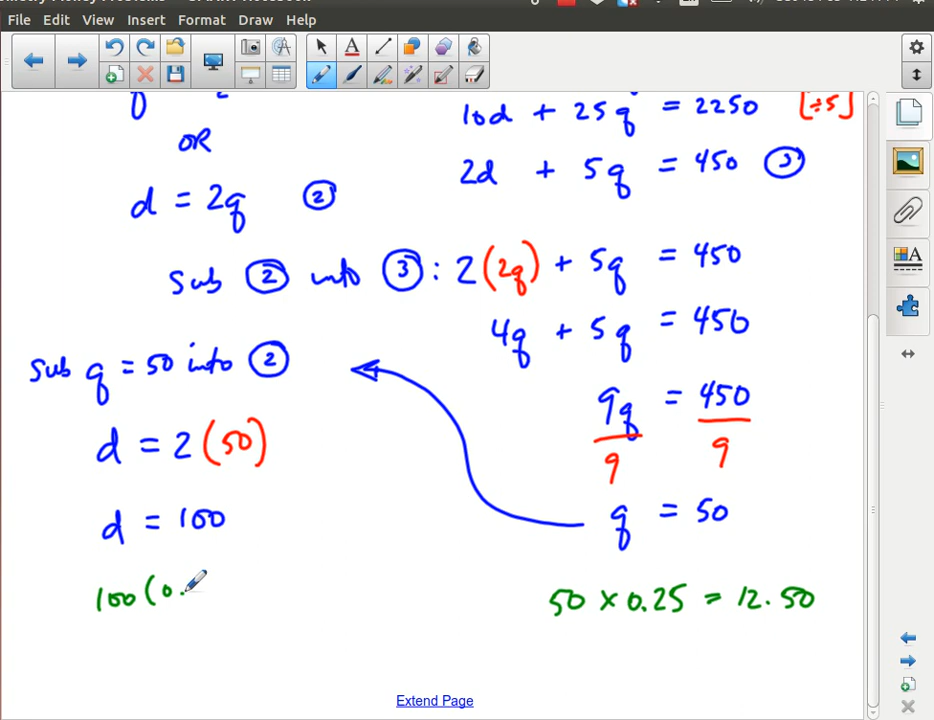 File Edit View Insert Format Draw Help
10d + 25q = 2250 [÷5]
OR
2d + 5q = 450 ③
d = 2q ②
Sub ② into ③ : 2(2q) + 5q = 450
4q + 5q = 450
Sub q = 50 into ②
9q = 450
9 9
d = 2(50)
q = 50
d = 100
100(0.
50 × 0.25 = 12.50
Extend Page